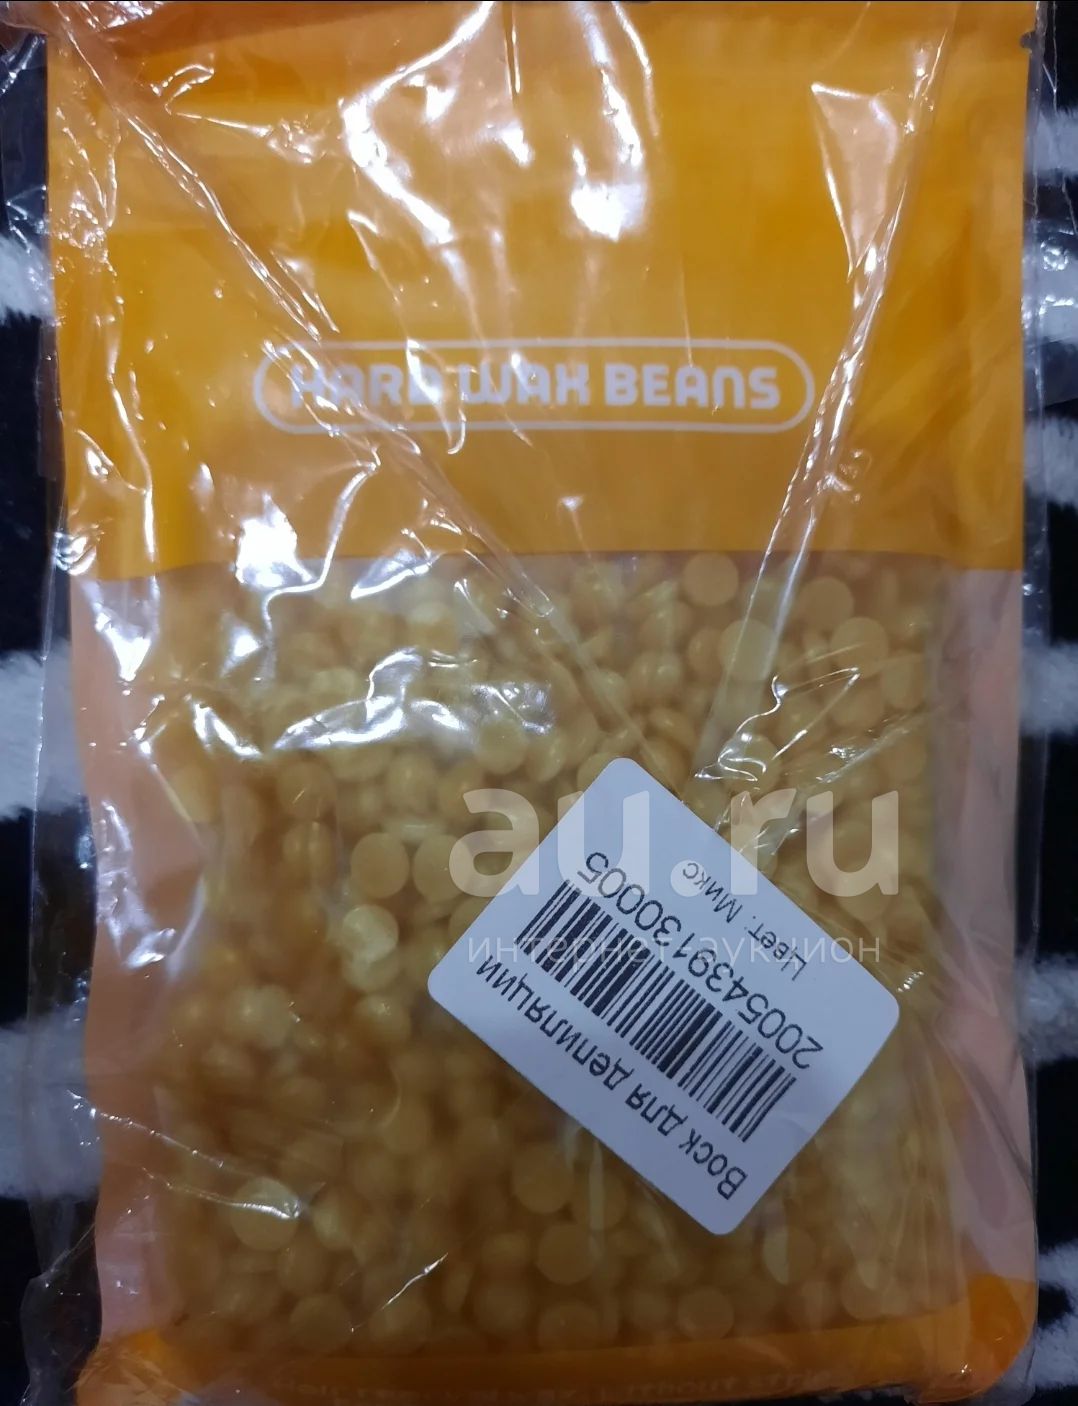 HARD WAX BEANS
au.ru
интернет-аукцион
Воск для депиляции
2005439130005
Цвет: Микс